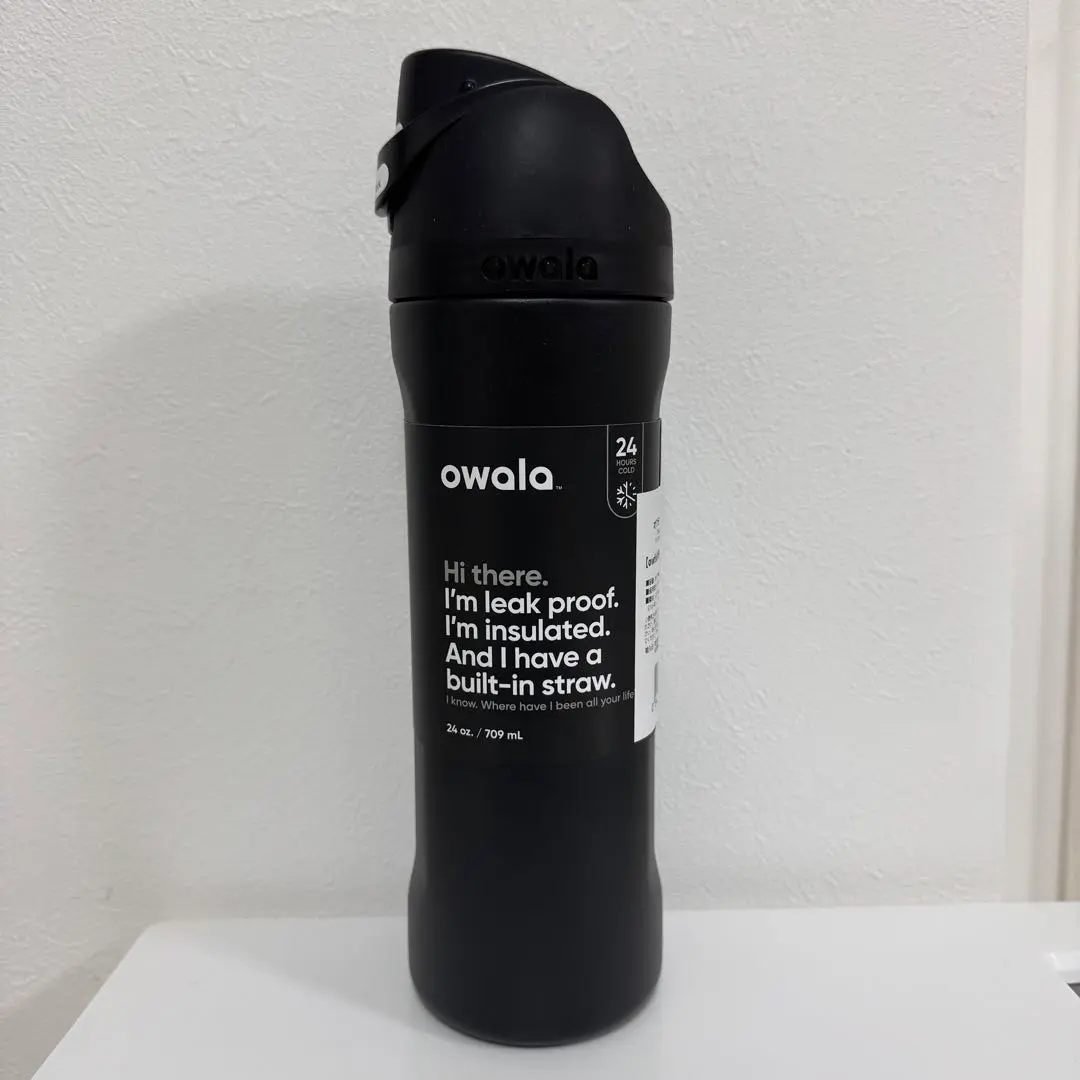 owala
owala™
24
HOURS
COLD
Hi there.
I'm leak proof.
I'm insulated.
And I have a
built-in straw.
I know. Where have I been all your life
24 oz. / 709 mL